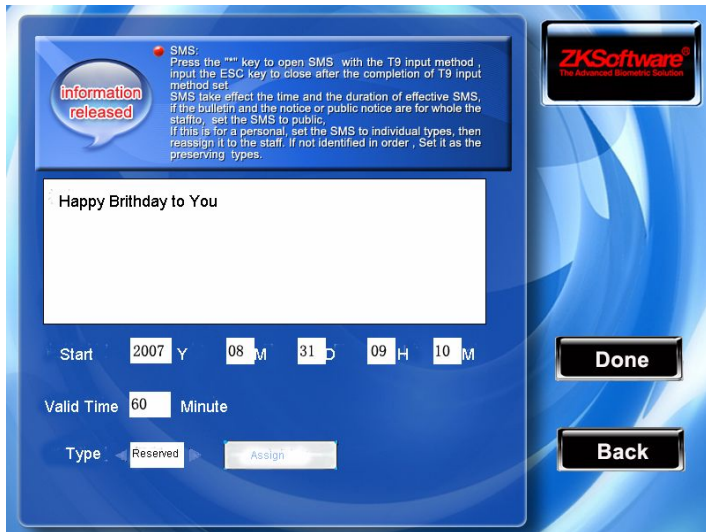 SMS:
Press the "*" key to open SMS with the T9 input method ,
input the ESC key to close after the completion of T9 input
method set
SMS take effect the time and the duration of effective SMS,
if the bulletin and the notice or public notice are for whole the
staffto, set the SMS to public,
If this is for a personal, set the SMS to individual types, then
reassign it to the staff. If not identified in order , Set it as the
preserving types.
information
released
ZKSoftware®
The Advanced Biometric Solution
Happy Brithday to You
Start 2007 Y 08 M 31 D 09 H 10 M
Valid Time 60 Minute
Type Reserved Assign
Done
Back